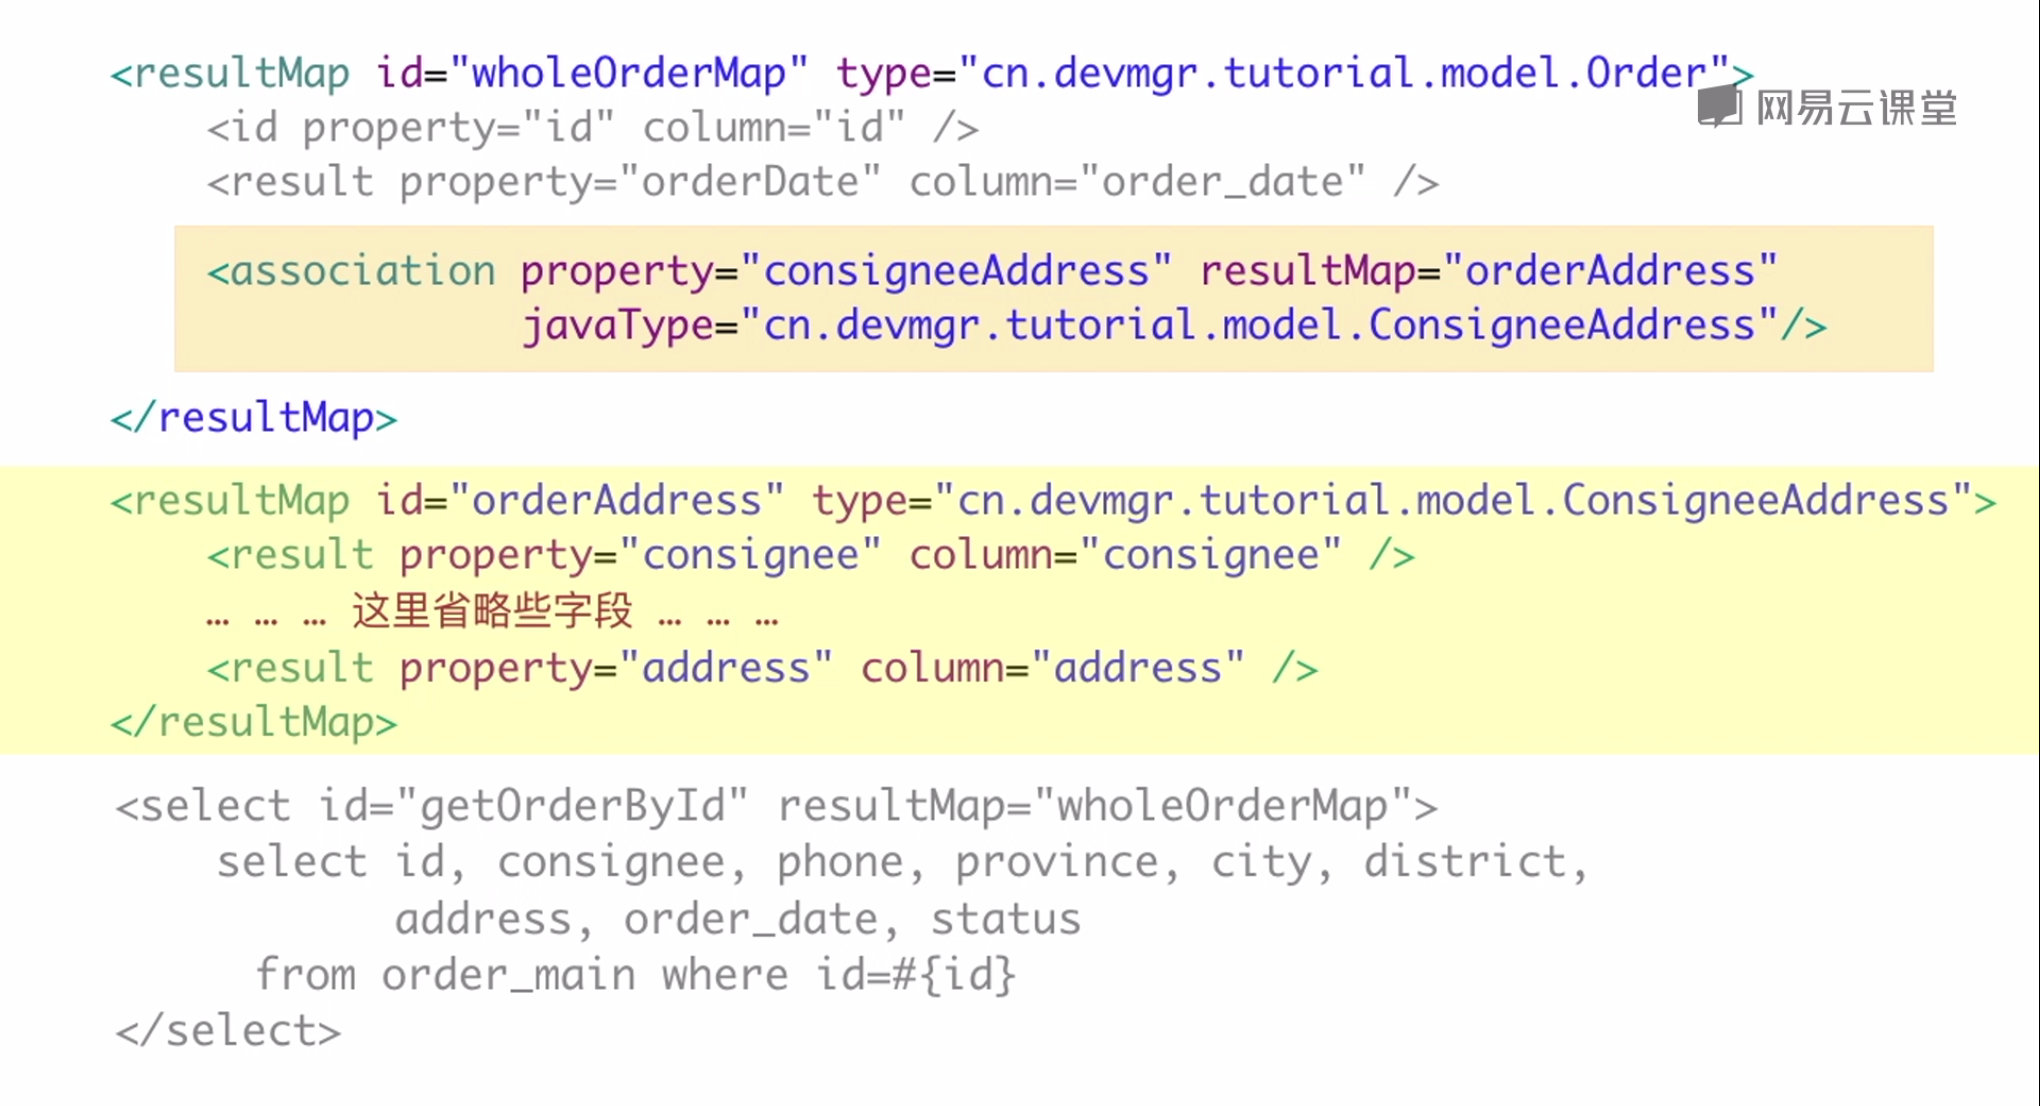 <resultMap id="wholeOrderMap" type="cn.devmgr.tutorial.model.Order">
网易云课堂
<id property="id" column="id" />
<result property="orderDate" column="order_date" />
<association property="consigneeAddress" resultMap="orderAddress"
javaType="cn.devmgr.tutorial.model.ConsigneeAddress"/>
</resultMap>
<resultMap id="orderAddress" type="cn.devmgr.tutorial.model.ConsigneeAddress">
<result property="consignee" column="consignee" />
… … … 这里省略些字段 … … …
<result property="address" column="address" />
</resultMap>
<select id="getOrderById" resultMap="wholeOrderMap">
select id, consignee, phone, province, city, district,
address, order_date, status
from order_main where id=#{id}
</select>